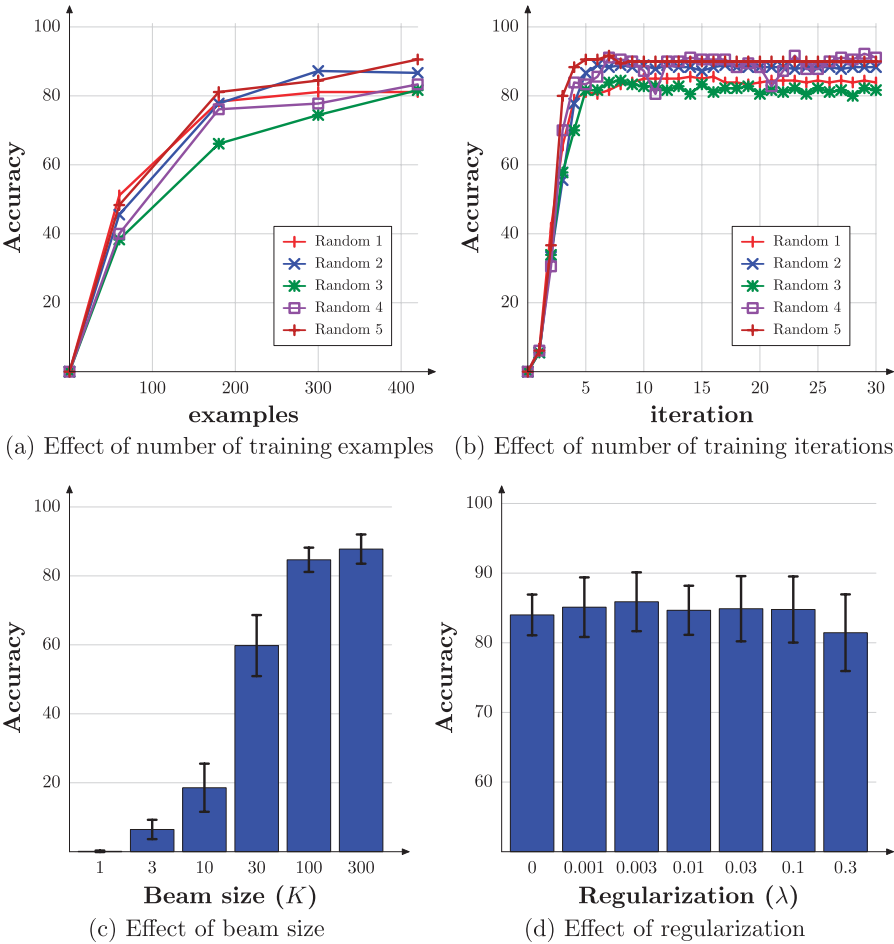 100
80
60
40
20
Accuracy
Random 1
Random 2
Random 3
Random 4
Random 5
100 200 300 400
examples
(a) Effect of number of training examples
100
80
60
40
20
Accuracy
Random 1
Random 2
Random 3
Random 4
Random 5
5 10 15 20 25 30
iteration
(b) Effect of number of training iterations
100
80
60
40
20
Accuracy
1 3 10 30 100 300
Beam size (K)
(c) Effect of beam size
100
90
80
70
60
Accuracy
0 0.001 0.003 0.01 0.03 0.1 0.3
Regularization (λ)
(d) Effect of regularization